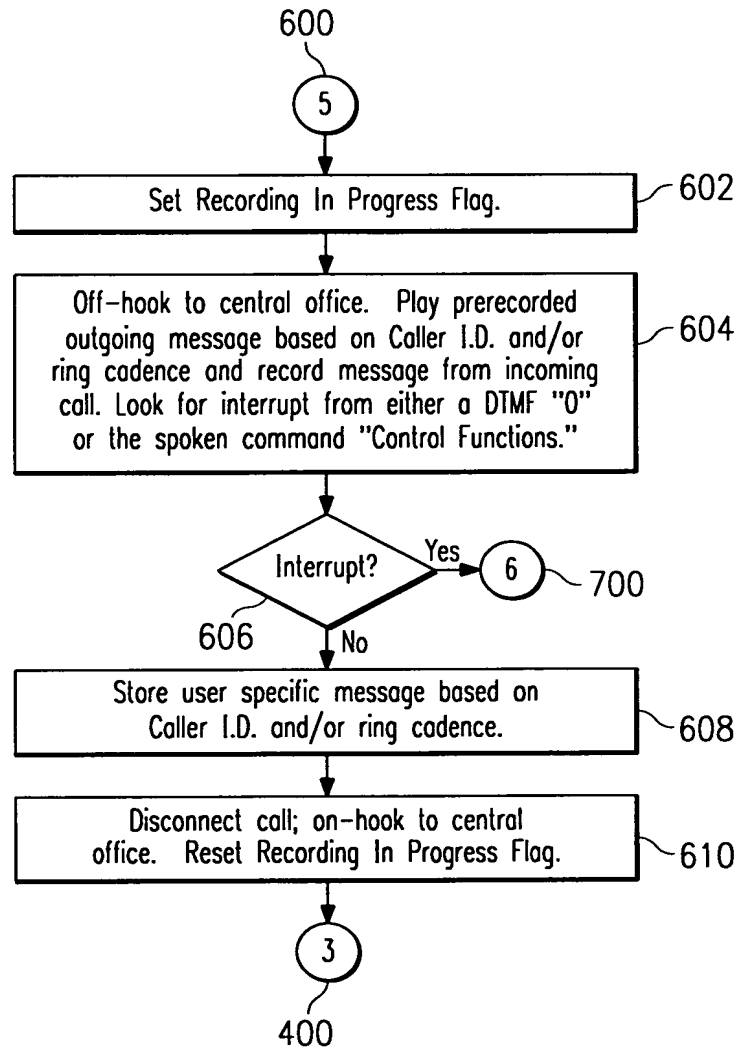 600
5
Set Recording In Progress Flag.
602
Off-hook to central office. Play prerecorded
outgoing message based on Caller I.D. and/or
ring cadence and record message from incoming
call. Look for interrupt from either a DTMF "0"
or the spoken command "Control Functions."
604
Interrupt?
Yes
6
700
606
No
Store user specific message based on
Caller I.D. and/or ring cadence.
608
Disconnect call; on-hook to central
office. Reset Recording In Progress Flag.
610
3
400